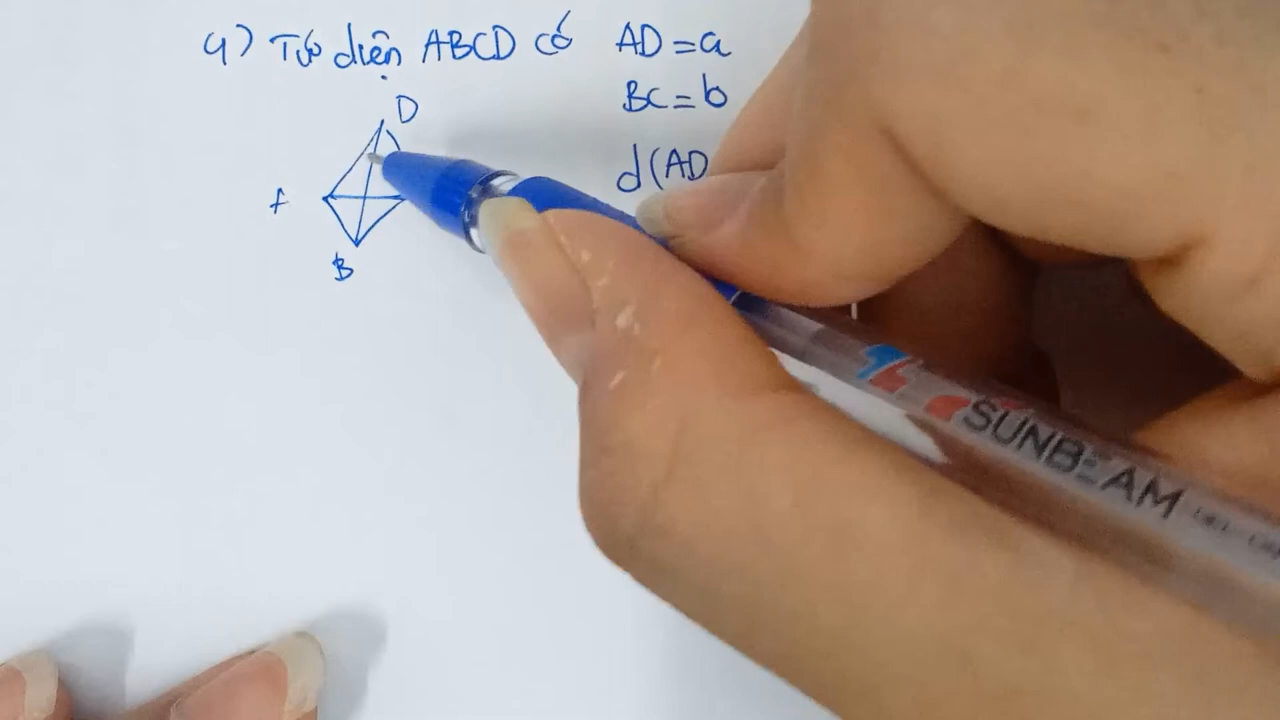 4) Tứ diện ABCD có AD = a
BC = b
d(AD
D
A
B
SUNBEAM